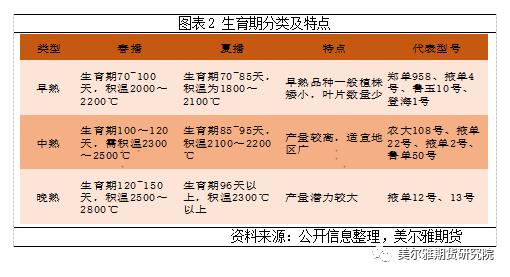 图表2 生育期分类及特点
类型 春播 夏播 特点 代表型号
早熟
生育期70~100
天，积温2000～
2200℃
生育期70~85天，
积温为1800～
2100℃
早熟品种一般植株
矮小，叶片数量少
郑单958、掖单4
号、鲁玉10号、
登海1号
中熟
生育期100～120
天，需积温2300
～2500℃
生育期85~95天，
积温2100～2200
℃
产量较高，适宜地
区广
农大108号、掖单
22号、掖单2号、
鲁单50号
晚熟
生育期120~150
天，积温2500～
2800℃
生育期96天以
上，积温2300℃
以上
产量潜力较大
掖单12号、13号
资料来源：公开信息整理，美尔雅期货
美尔雅期货研究院